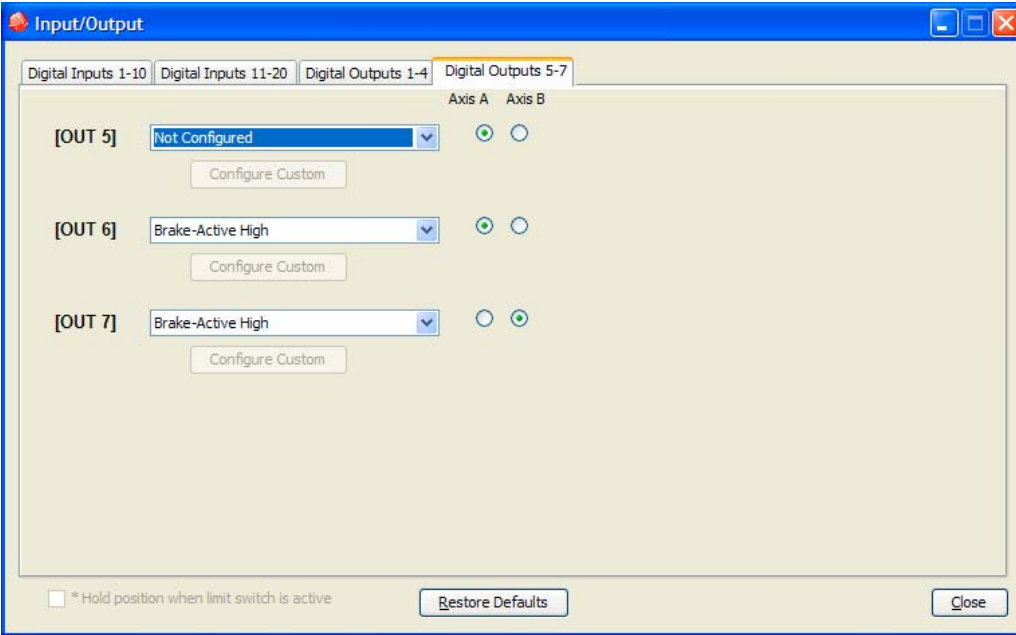 Input/Output
Digital Inputs 1-10 Digital Inputs 11-20 Digital Outputs 1-4 Digital Outputs 5-7
Axis A Axis B
[OUT 5] Not Configured
Configure Custom
[OUT 6] Brake-Active High
Configure Custom
[OUT 7] Brake-Active High
Configure Custom
* Hold position when limit switch is active Restore Defaults Close